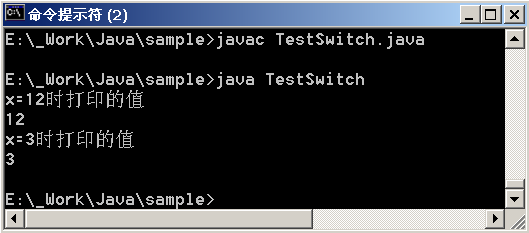 命令提示符 (2)
E:\_Work\Java\sample>javac TestSwitch.java
E:\_Work\Java\sample>java TestSwitch
x=12时打印的值
12
x=3时打印的值
3
E:\_Work\Java\sample>